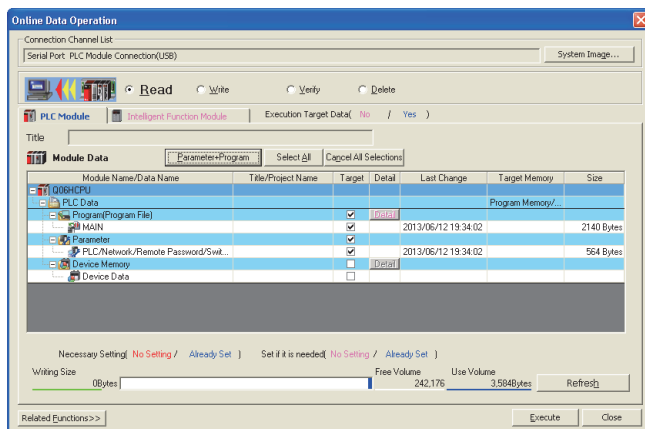 Online Data Operation
Connection Channel List
Serial Port PLC Module Connection(USB)
System Image...
Read Write Verify Delete
PLC Module Intelligent Function Module Execution Target Data( No / Yes )
Title
Module Data Parameter+Program Select All Cancel All Selections
Module Name/Data Name Title/Project Name Target Detail Last Change Target Memory Size
Q06HCPU
PLC Data Program Memory/...
Program(Program File) Detail
MAIN 2013/06/12 19:34:02 2140 Bytes
Parameter
PLC/Network/Remote Password/Swit... 2013/06/12 19:34:02 564 Bytes
Device Memory Detail
Device Data
Necessary Setting( No Setting / Already Set ) Set if it is needed( No Setting / Already Set )
Writing Size Free Volume Use Volume
0Bytes 242,176 3,584Bytes Refresh
Related Functions>> Execute Close